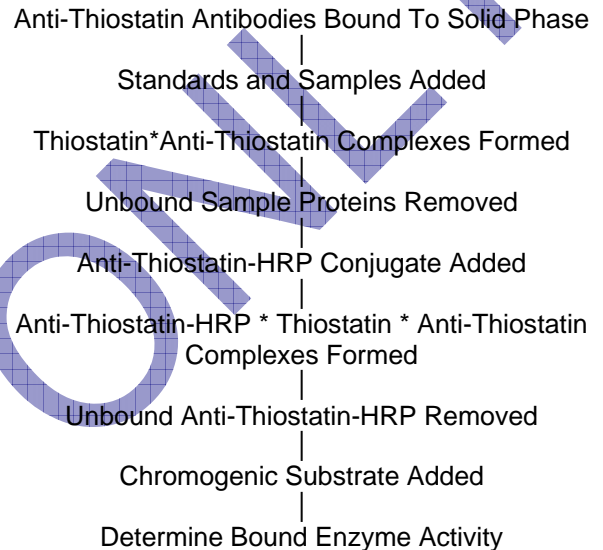 Anti-Thiostatin Antibodies Bound To Solid Phase
Standards and Samples Added
Thiostatin*Anti-Thiostatin Complexes Formed
Unbound Sample Proteins Removed
Anti-Thiostatin-HRP Conjugate Added
Anti-Thiostatin-HRP * Thiostatin * Anti-Thiostatin
Complexes Formed
Unbound Anti-Thiostatin-HRP Removed
Chromogenic Substrate Added
Determine Bound Enzyme Activity
ONL